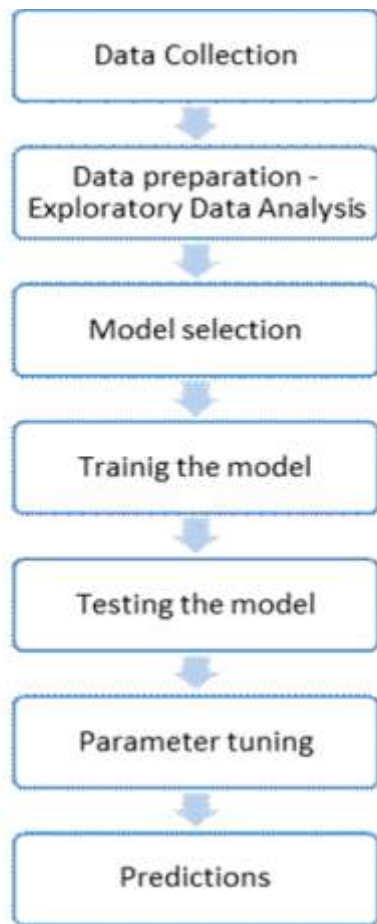 Data Collection
Data preparation -
Exploratory Data Analysis
Model selection
Trainig the model
Testing the model
Parameter tuning
Predictions